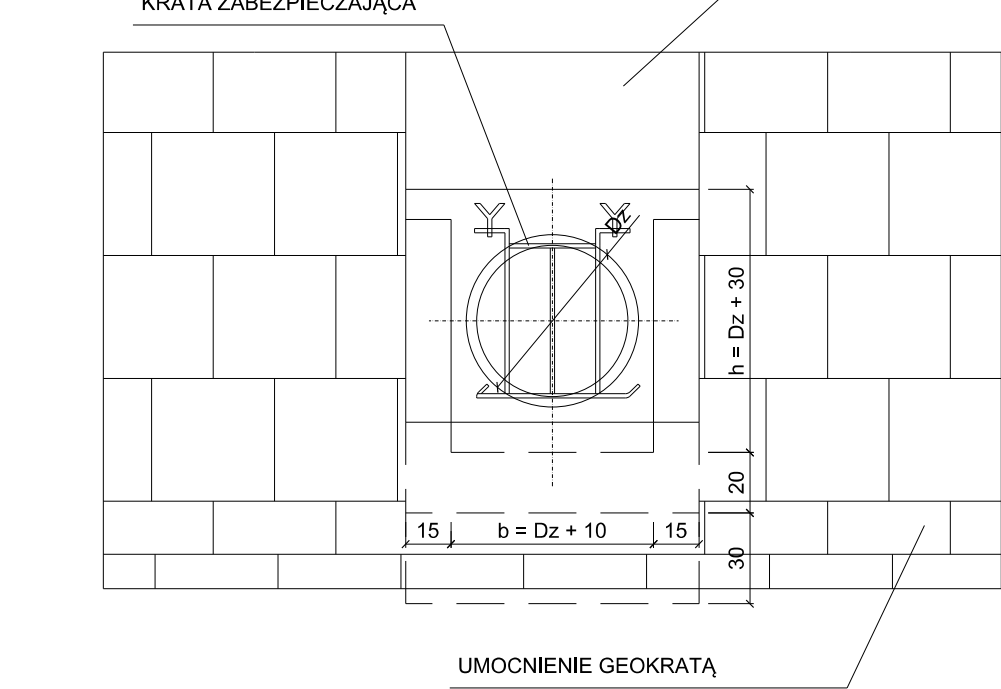 KRATA ZABEZPIECZAJĄCA
Dz
h = Dz + 30
20
15
b = Dz + 10
15
30
UMOCNIENIE GEOKRATĄ